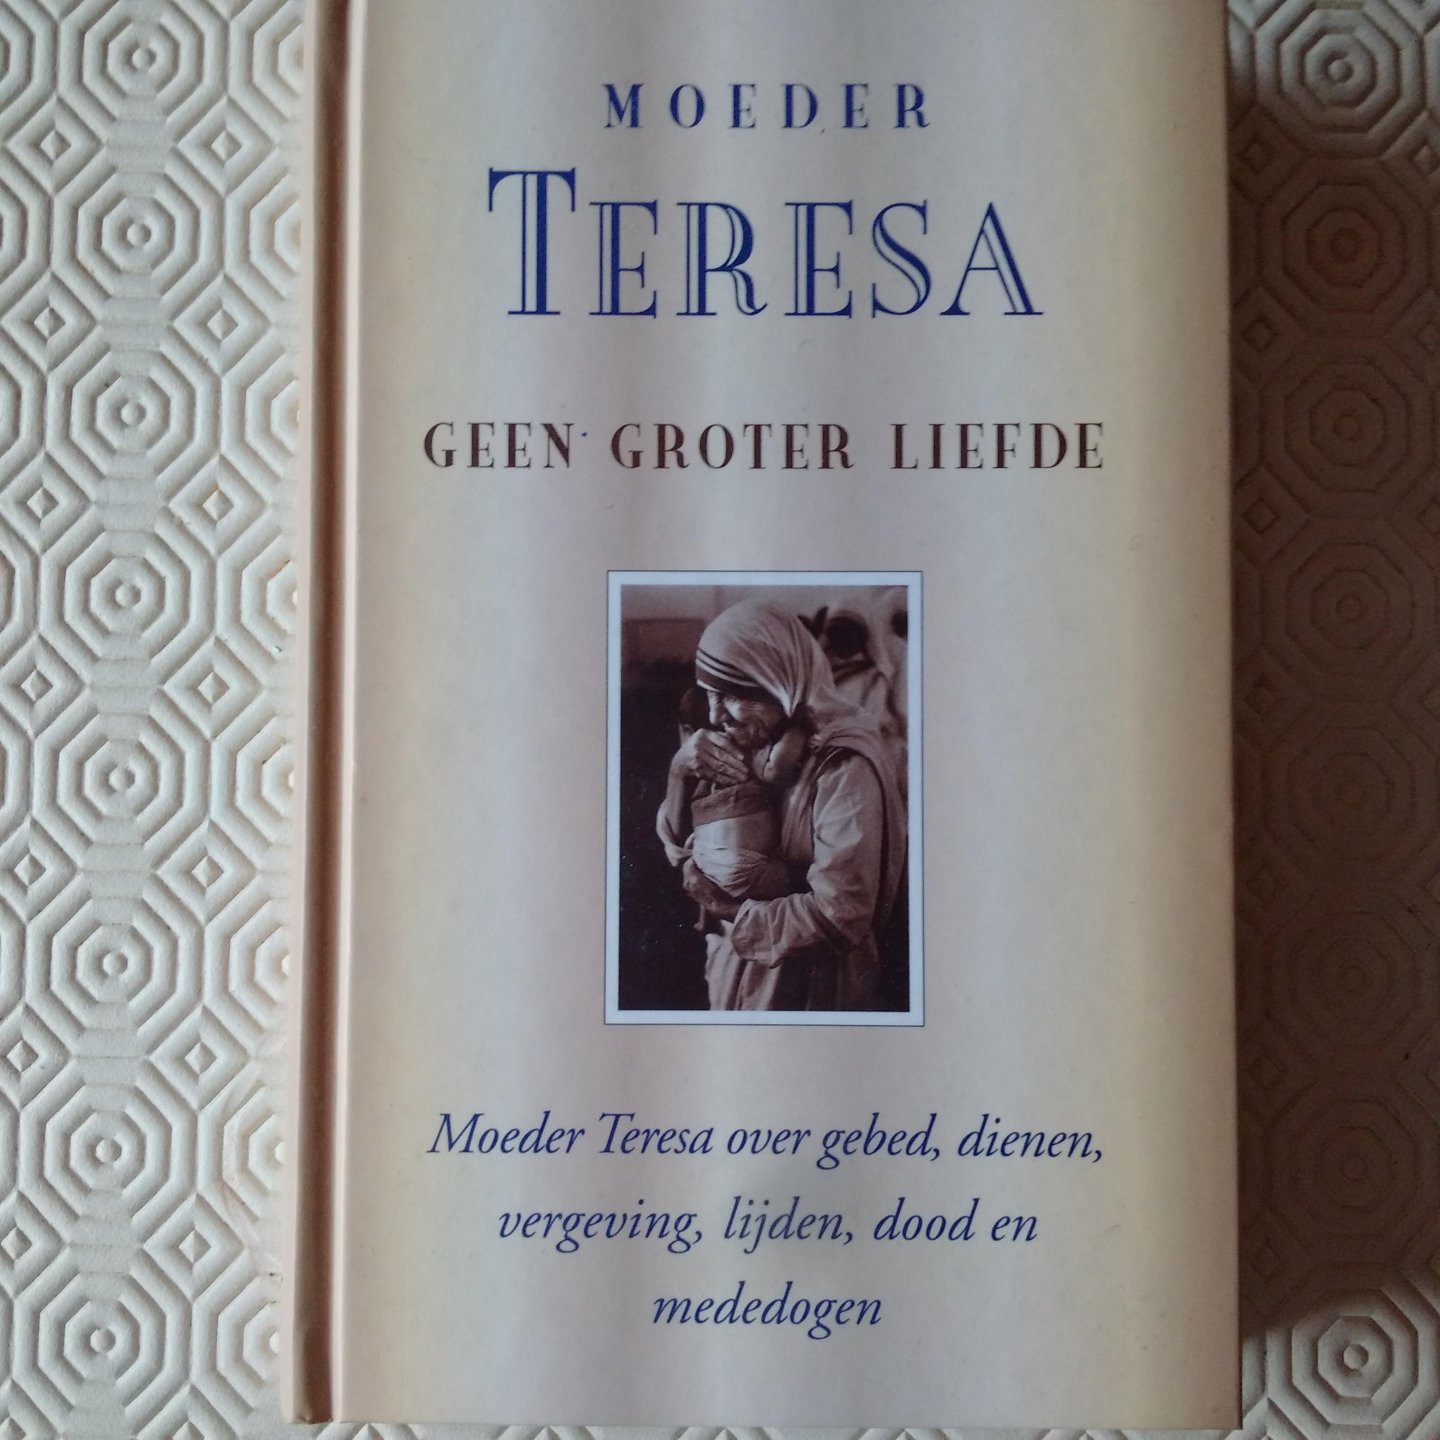 MOEDER
TERESA
GEEN GROTER LIEFDE
Moeder Teresa over gebed, dienen,
vergeving, lijden, dood en
mededogen